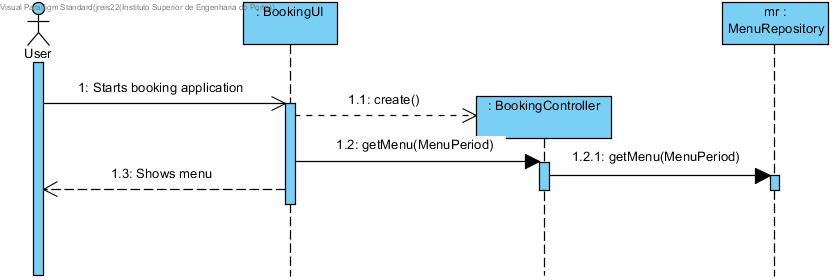 Visual Paradigm Standard(jreis22(Instituto Superior de Engenharia do Porto))
: BookingUI
mr :
MenuRepository
User
1: Starts booking application
1.1: create()
: BookingController
1.2: getMenu(MenuPeriod)
1.2.1: getMenu(MenuPeriod)
1.3: Shows menu